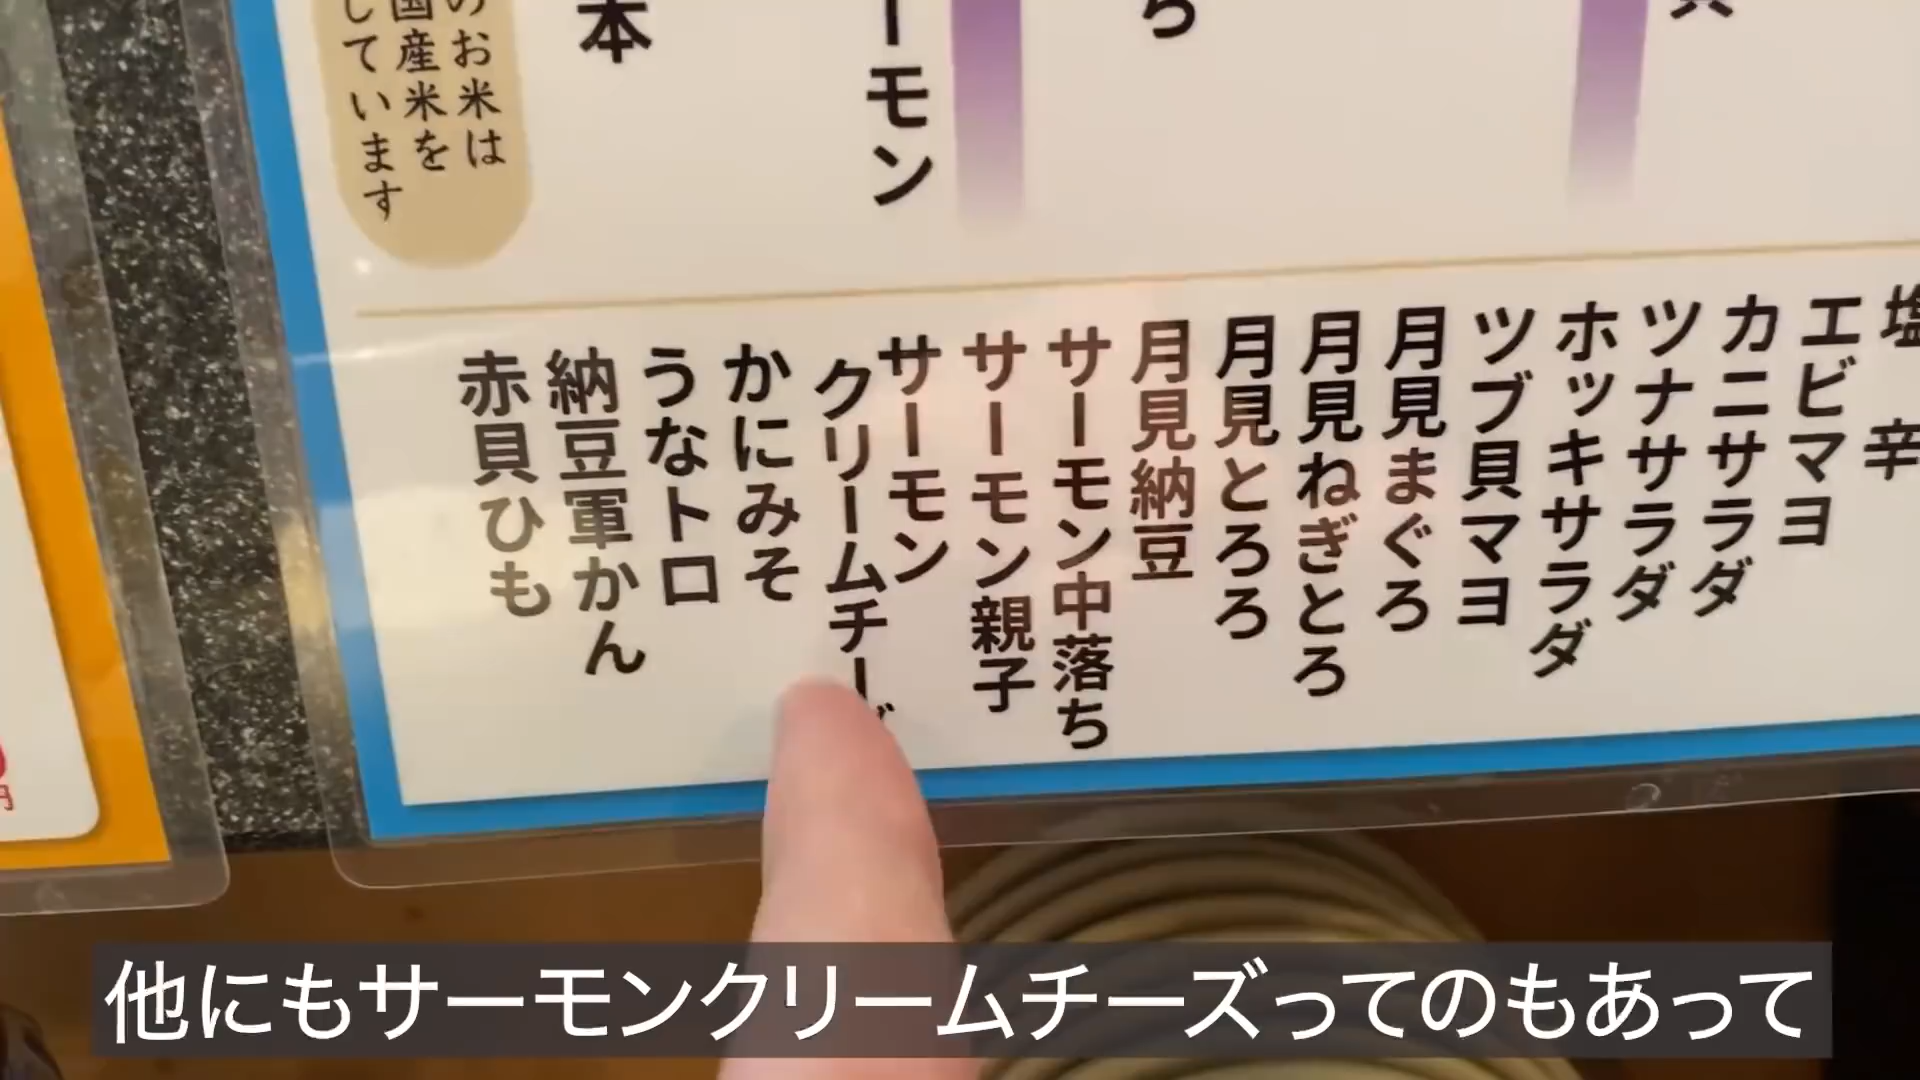 のお米は
国産米を
しています
本
ーモン
ち
貝
塩辛
エビマヨ
カニサラダ
ツナサラダ
ホッキサラダ
ツブ貝マヨ
月見まぐろ
月見ねぎとろ
月見とろろ
月見納豆
サーモン中落ち
サーモン親子
サーモン
クリームチーズ
かにみそ
うなトロ
納豆軍かん
赤貝ひも
円
他にもサーモンクリームチーズってのもあって